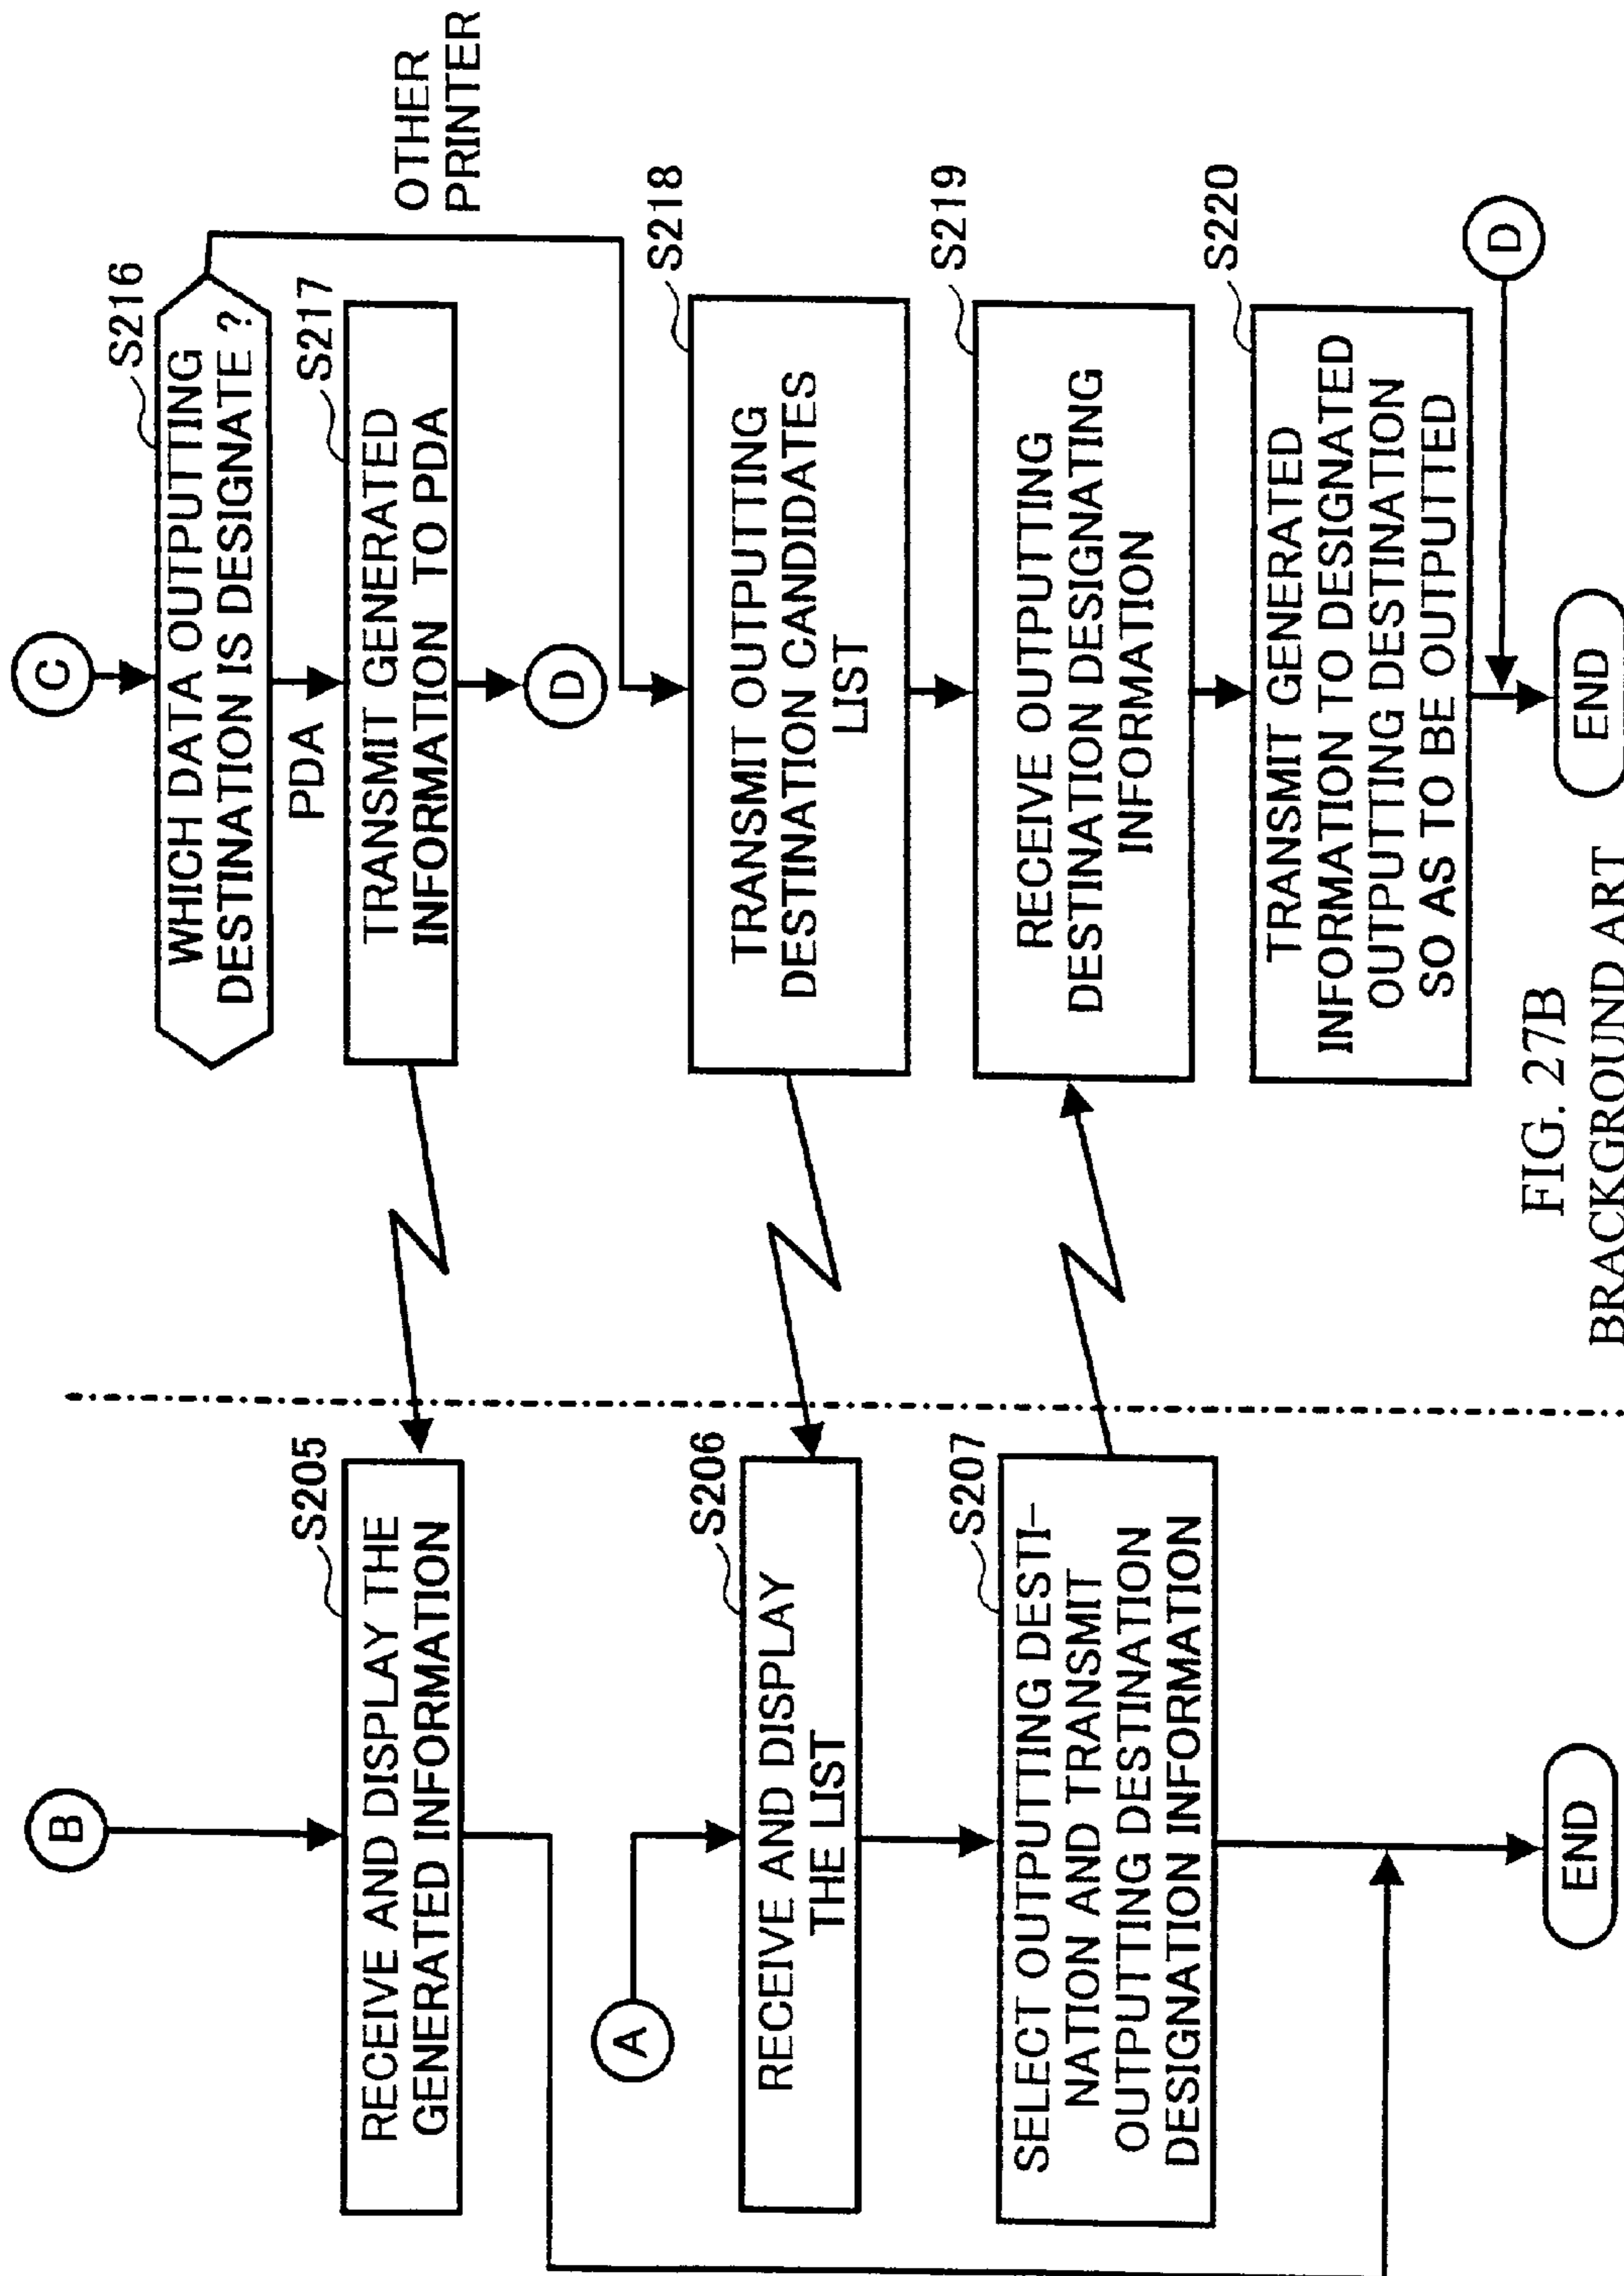 B
S205
RECEIVE AND DISPLAY THE
GENERATED INFORMATION
A
S206
RECEIVE AND DISPLAY
THE LIST
S207
SELECT OUTPUTTING DESTI-
NATION AND TRANSMIT
OUTPUTTING DESTINATION
DESIGNATION INFORMATION
END
C
S216
WHICH DATA OUTPUTTING
DESTINATION IS DESIGNATE ?
PDA
OTHER
PRINTER
S217
TRANSMIT GENERATED
INFORMATION TO PDA
D
S218
TRANSMIT OUTPUTTING
DESTINATION CANDIDATES
LIST
S219
RECEIVE OUTPUTTING
DESTINATION DESIGNATING
INFORMATION
S220
TRANSMIT GENERATED
INFORMATION TO DESIGNATED
OUTPUTTING DESTINATION
SO AS TO BE OUTPUTTED
D
END
FIG. 27B
BRACKGROUND ART